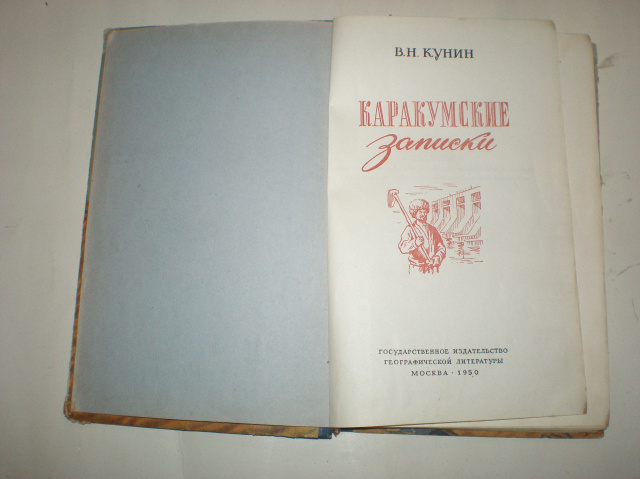 В.Н. КУНИН
КАРАКУМСКИЕ
записки
ГОСУДАРСТВЕННОЕ ИЗДАТЕЛЬСТВО
ГЕОГРАФИЧЕСКОЙ ЛИТЕРАТУРЫ
МОСКВА · 1950